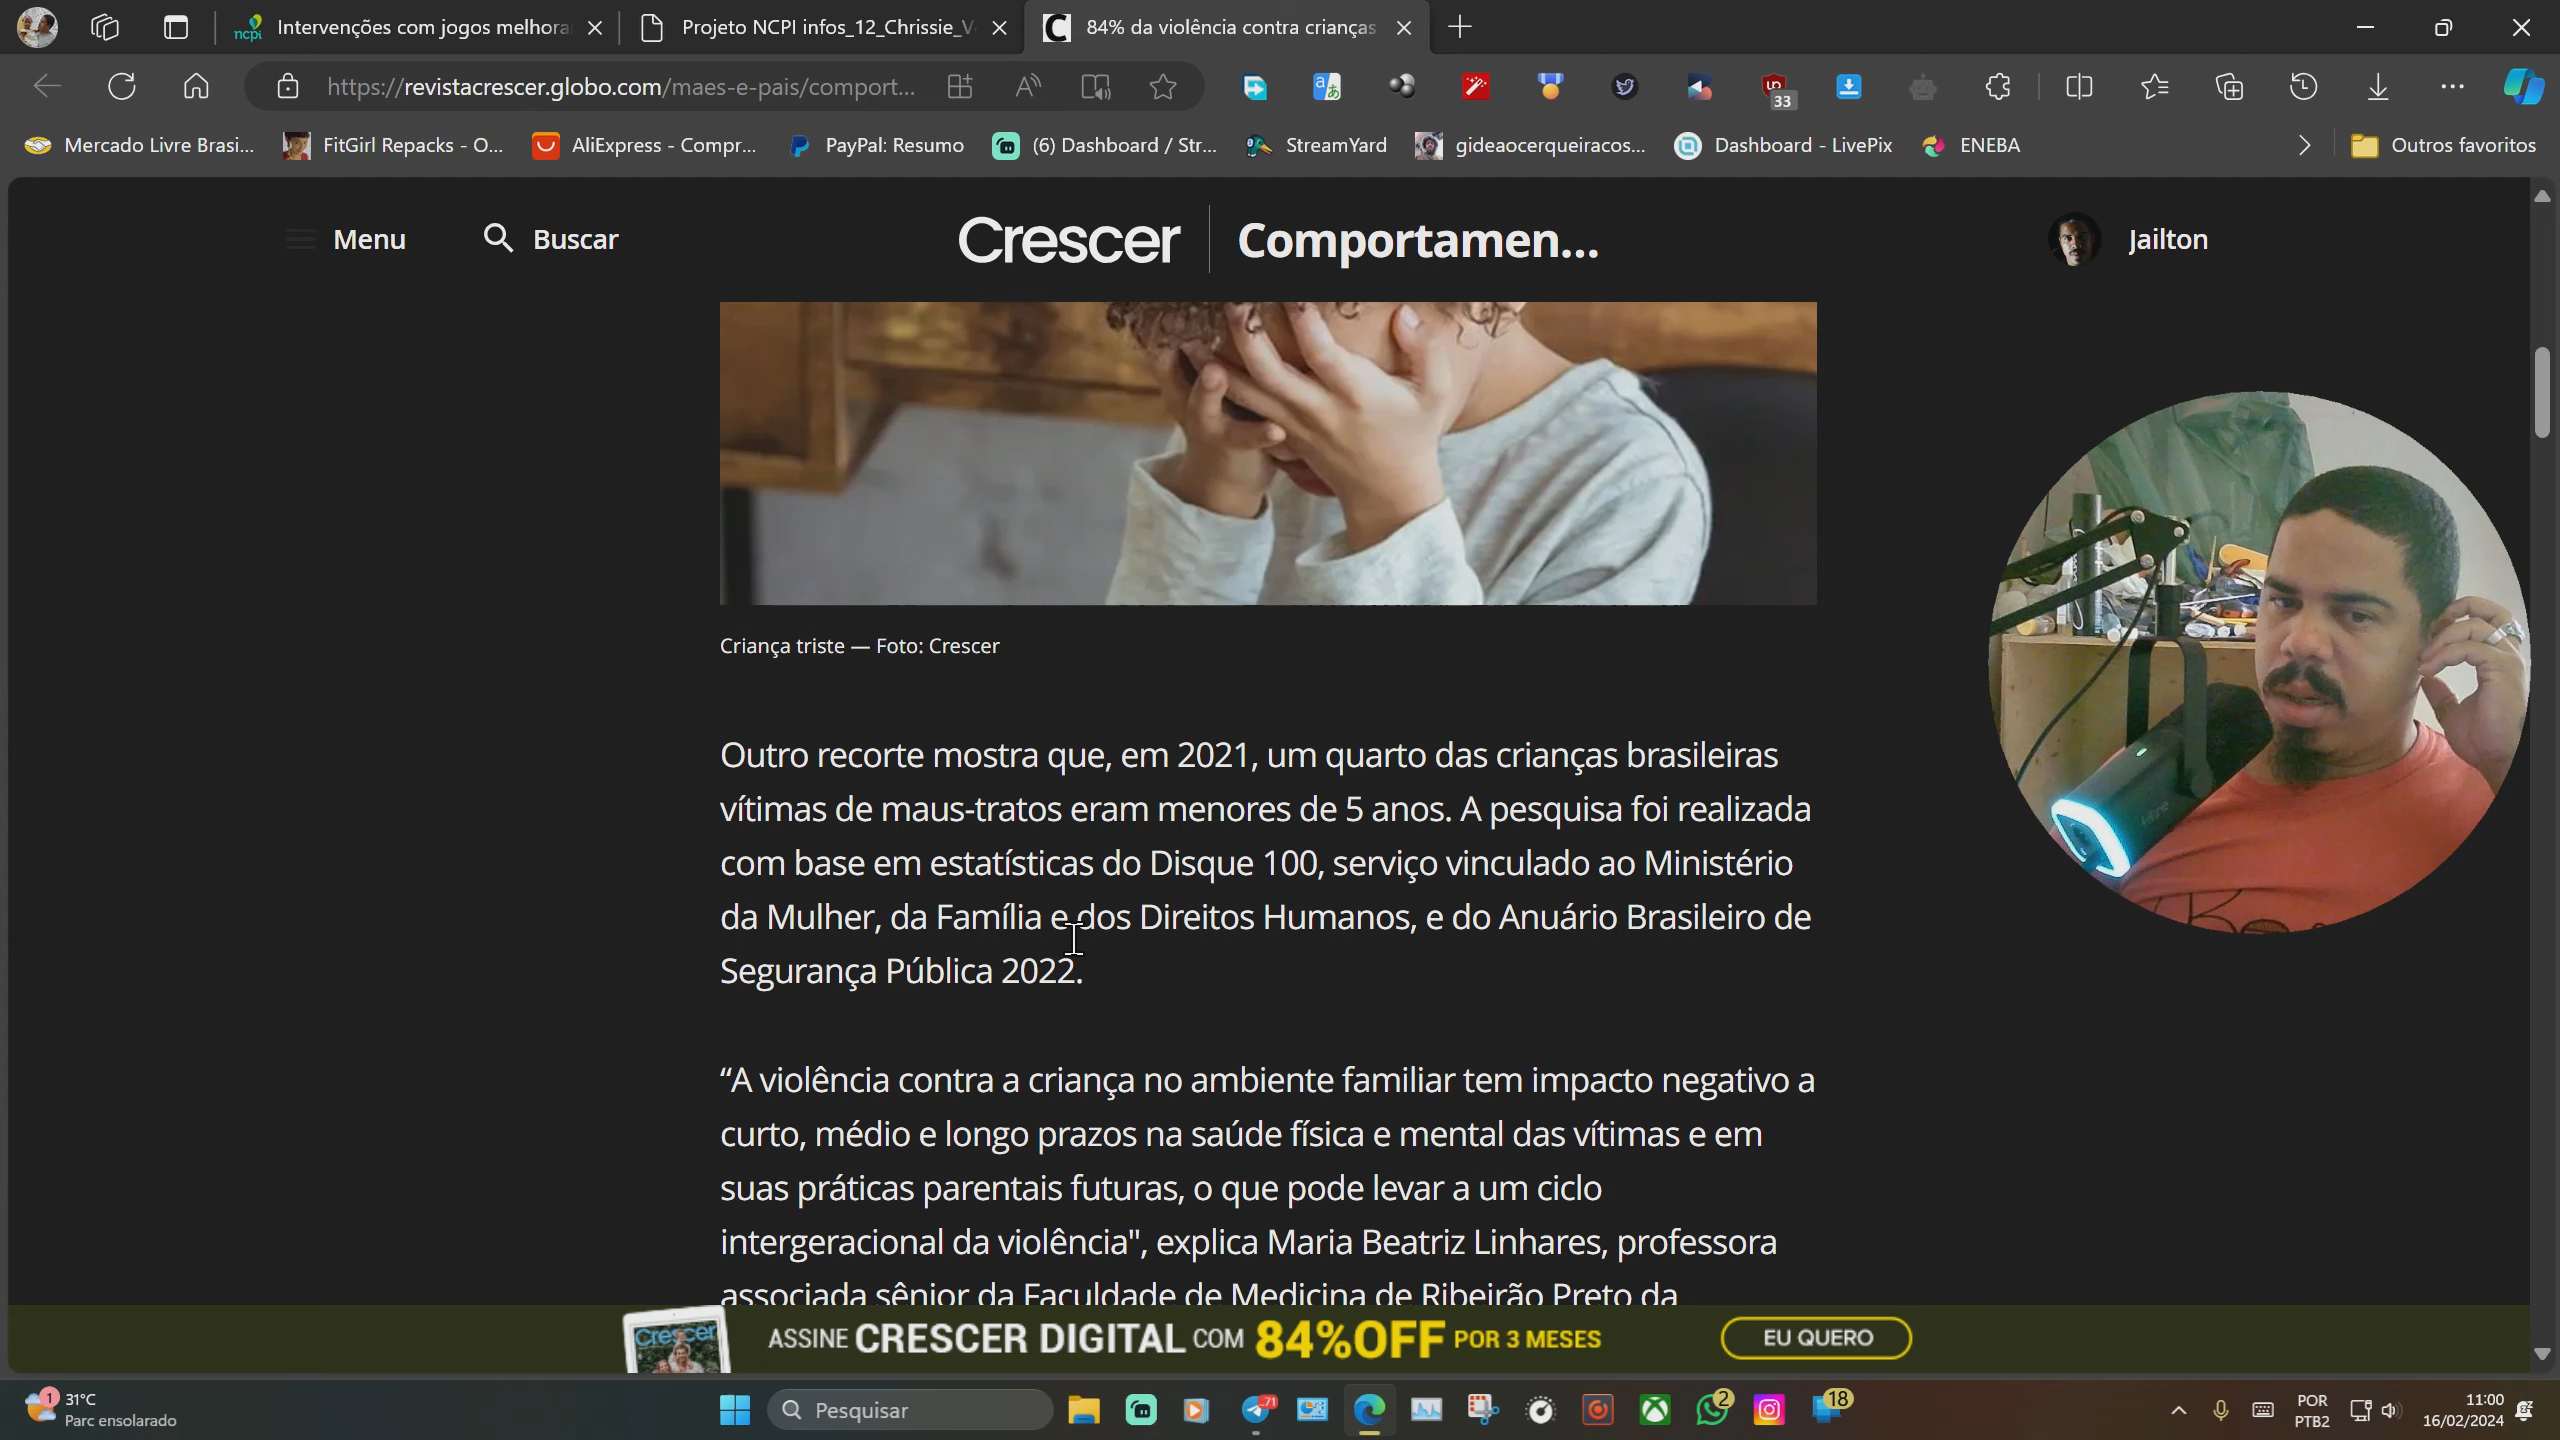 ncpi
Intervenções com jogos melhora
Projeto NCPI infos_12_Chrissie_V
84% da violência contra crianças
https://revistacrescer.globo.com/maes-e-pais/comport...
33
Mercado Livre Brasi...
FitGirl Repacks - O...
AliExpress - Compr...
PayPal: Resumo
(6) Dashboard / Str...
StreamYard
gideaocerqueiracos...
Dashboard - LivePix
ENEBA
Outros favoritos
Menu
Buscar
Crescer
Comportamen...
Jailton
Criança triste — Foto: Crescer
Outro recorte mostra que, em 2021, um quarto das crianças brasileiras
vítimas de maus-tratos eram menores de 5 anos. A pesquisa foi realizada
com base em estatísticas do Disque 100, serviço vinculado ao Ministério
da Mulher, da Família e dos Direitos Humanos, e do Anuário Brasileiro de
Segurança Pública 2022.
“A violência contra a criança no ambiente familiar tem impacto negativo a
curto, médio e longo prazos na saúde física e mental das vítimas e em
suas práticas parentais futuras, o que pode levar a um ciclo
intergeracional da violência", explica Maria Beatriz Linhares, professora
associada sênior da Faculdade de Medicina de Ribeirão Preto da
Crescer
ASSINE CRESCER DIGITAL COM 84%OFF POR 3 MESES
EU QUERO
1
31°C
Parc ensolarado
Pesquisar
71
2
18
POR
PTB2
11:00
16/02/2024